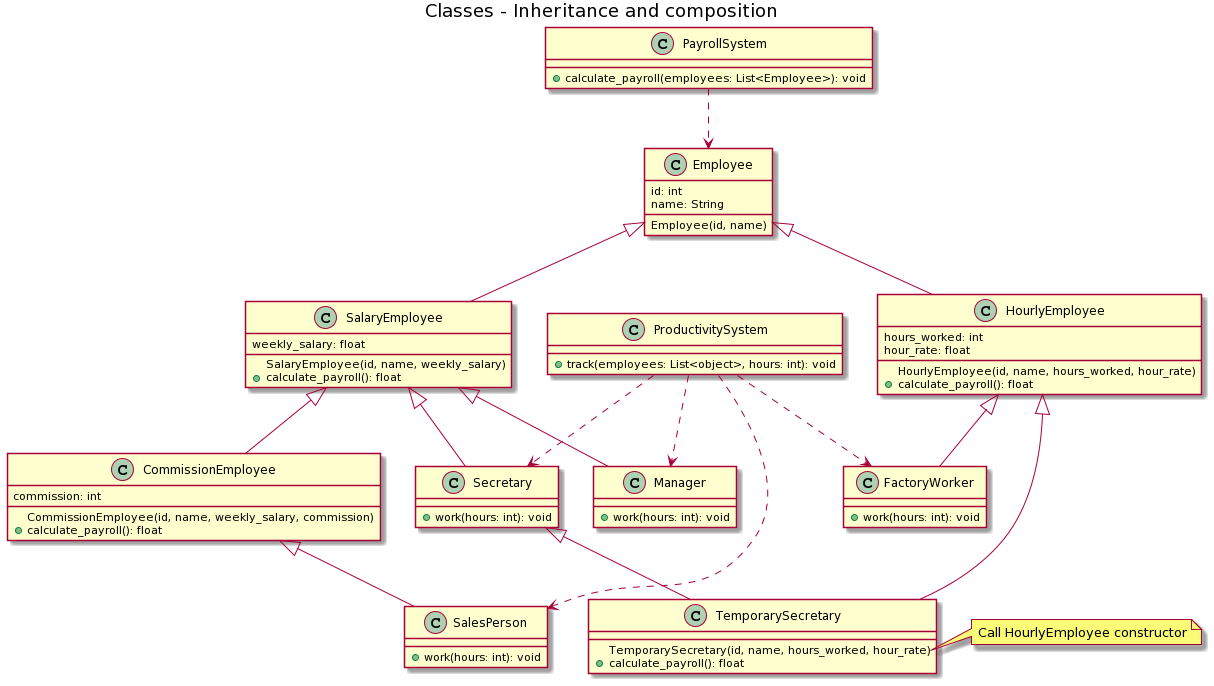 Classes - Inheritance and composition
C PayrollSystem
calculate_payroll(employees: List<Employee>): void
C Employee
id: int
name: String
Employee(id, name)
C SalaryEmployee
weekly_salary: float
SalaryEmployee(id, name, weekly_salary)
calculate_payroll(): float
C ProductivitySystem
track(employees: List<object>, hours: int): void
C HourlyEmployee
hours_worked: int
hour_rate: float
HourlyEmployee(id, name, hours_worked, hour_rate)
calculate_payroll(): float
C CommissionEmployee
commission: int
CommissionEmployee(id, name, weekly_salary, commission)
calculate_payroll(): float
C Secretary
work(hours: int): void
C Manager
work(hours: int): void
C FactoryWorker
work(hours: int): void
C SalesPerson
work(hours: int): void
C TemporarySecretary
TemporarySecretary(id, name, hours_worked, hour_rate)
calculate_payroll(): float
Call HourlyEmployee constructor